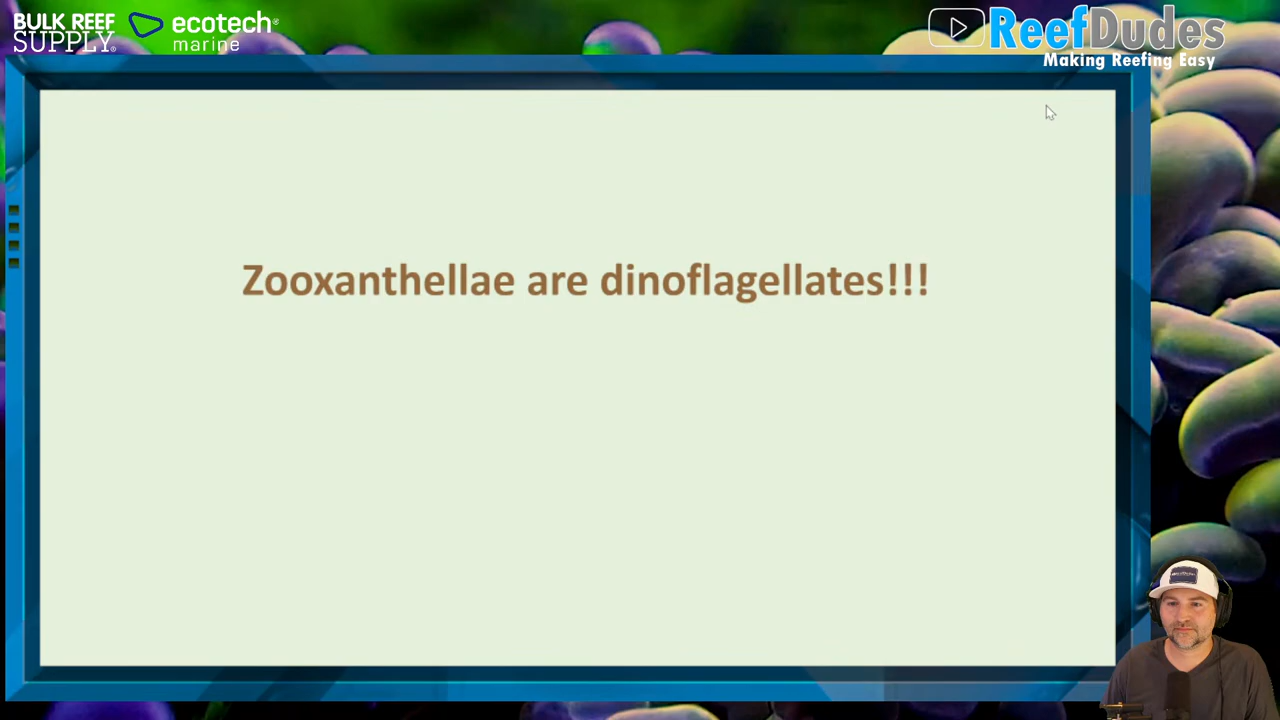 BULK REEF
SUPPLY®
ecotech®
marine
ReefDudes
Making Reefing Easy
Zooxanthellae are dinoflagellates!!!